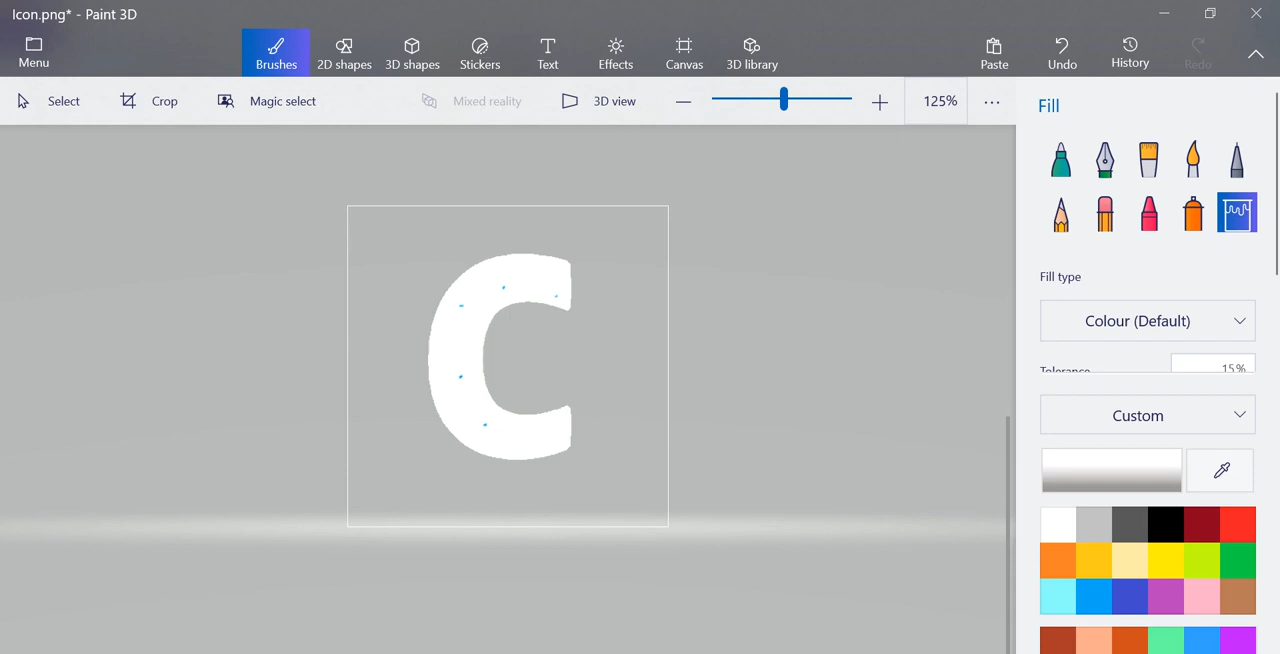 Icon.png* - Paint 3D
Menu
Brushes
2D shapes
3D shapes
Stickers
Text
Effects
Canvas
3D library
Paste
Undo
History
Redo
Select
Crop
Magic select
Mixed reality
3D view
125%
Fill
C
Fill type
Colour (Default)
Tolerance
15%
Custom